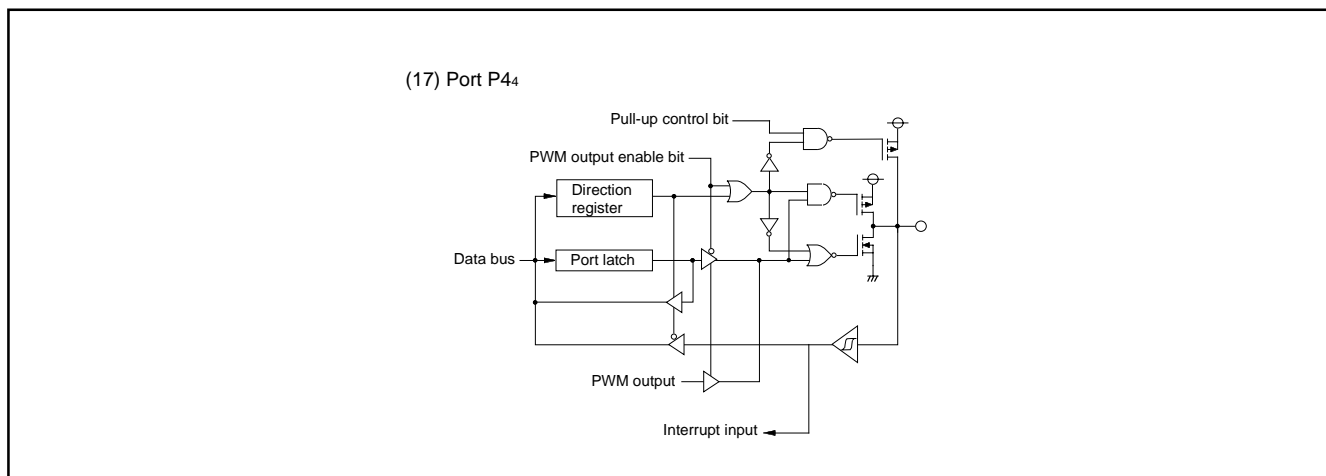 (17) Port P4₄
Pull-up control bit
PWM output enable bit
Direction
register
Data bus
Port latch
PWM output
Interrupt input